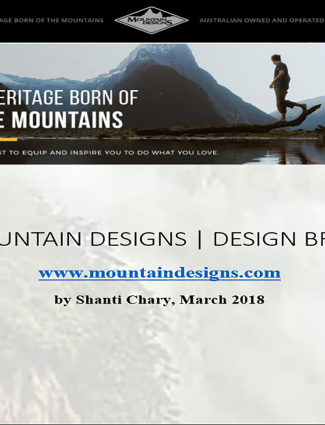 AGE BORN OF THE MOUNTAINS
MOUNTAIN
DESIGNS
AUSTRALIAN OWNED AND OPERATED
ERITAGE BORN OF
E MOUNTAINS
ST TO EQUIP AND INSPIRE YOU TO DO WHAT YOU LOVE.
UNTAIN DESIGNS | DESIGN BR
www.mountaindesigns.com
by Shanti Chary, March 2018